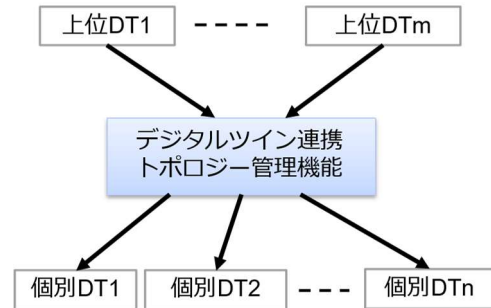 上位DT1
上位DTm
デジタルツイン連携
トポロジー管理機能
個別DT1
個別DT2
個別DTn